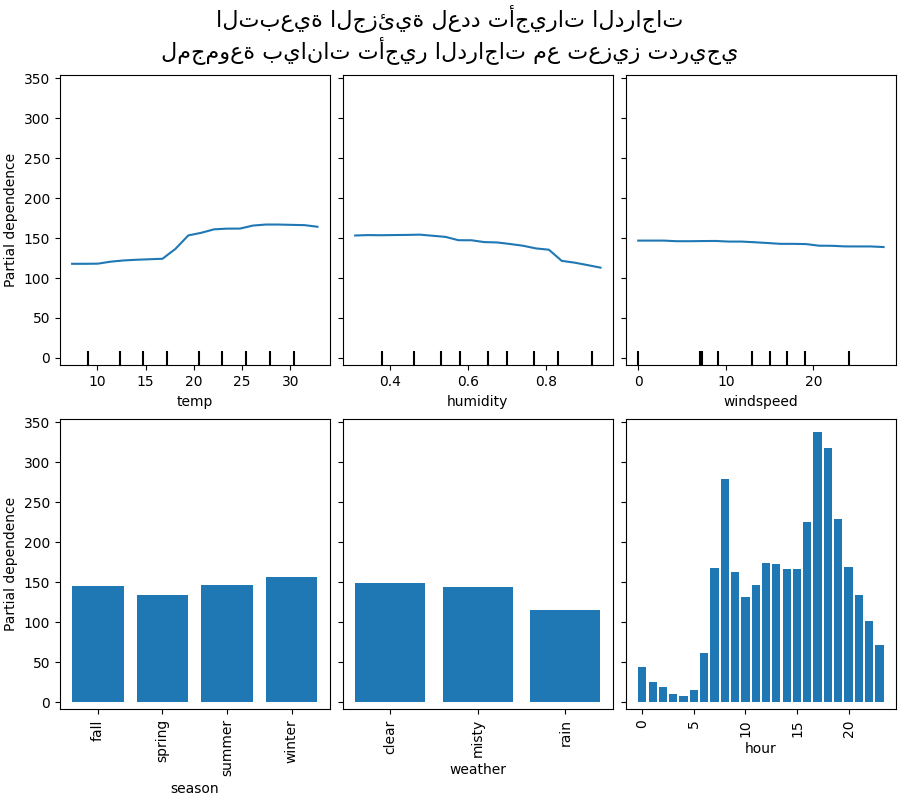 التبعية الجزئية لعدد تأجيرات الدراجات
لمجموعة بيانات تأجير الدراجات مع تعزيز تدريجي
350
300
250
200
150
100
50
0
Partial dependence
10 15 20 25 30
temp
0.4 0.6 0.8
humidity
0 10 20
windspeed
350
300
250
200
150
100
50
0
Partial dependence
fall spring summer winter
season
clear misty rain
weather
0 5 10 15 20
hour